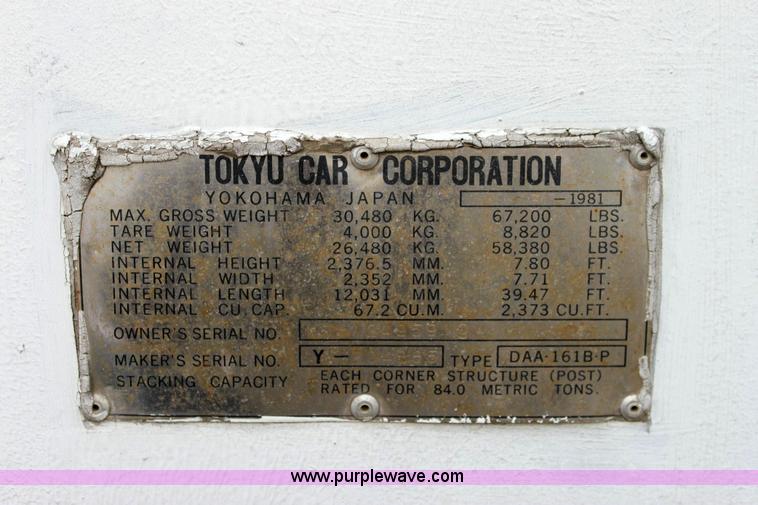 TOKYU CAR CORPORATION
YOKOHAMA JAPAN -1981
MAX. GROSS WEIGHT 30,480 KG. 67,200 LBS.
TARE WEIGHT 4,000 KG. 8,820 LBS.
NET WEIGHT 26,480 KG. 58,380 LBS.
INTERNAL HEIGHT 2,376.5 MM. 7.80 FT.
INTERNAL WIDTH 2,352 MM. 7.71 FT.
INTERNAL LENGTH 12,031 MM. 39.47 FT.
INTERNAL CU. CAP. 67.2 CU.M. 2,373 CU.FT.
OWNER'S SERIAL NO.
MAKER'S SERIAL NO. Y- TYPE DAA-161B-P
STACKING CAPACITY EACH CORNER STRUCTURE (POST)
RATED FOR 84.0 METRIC TONS.
www.purplewave.com